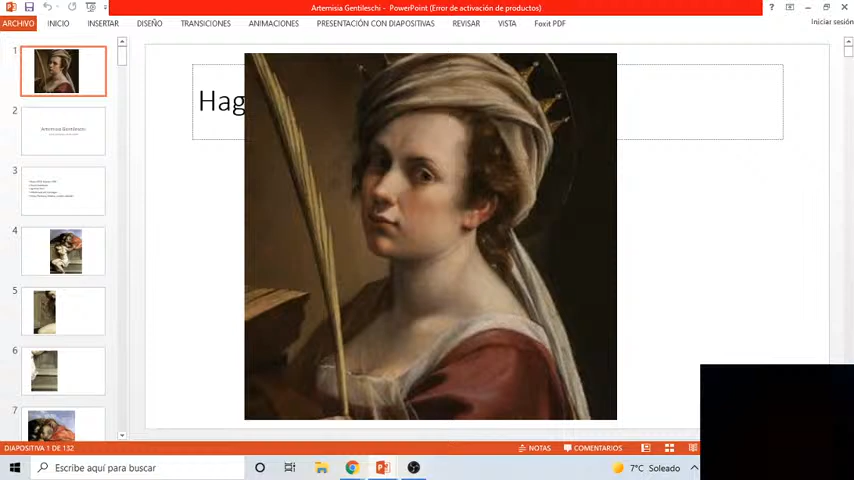 Artemisia Gentileschi - PowerPoint (Error de activación de productos)
ARCHIVO INICIO INSERTAR DISEÑO TRANSICIONES ANIMACIONES PRESENTACIÓN CON DIAPOSITIVAS REVISAR VISTA Foxit PDF
Iniciar sesión
1
Hag
2
Artemisia Gentileschi
3
4
5
6
7
DIAPOSITIVA 1 DE 132
NOTAS
COMENTARIOS
Escribe aquí para buscar
7°C Soleado